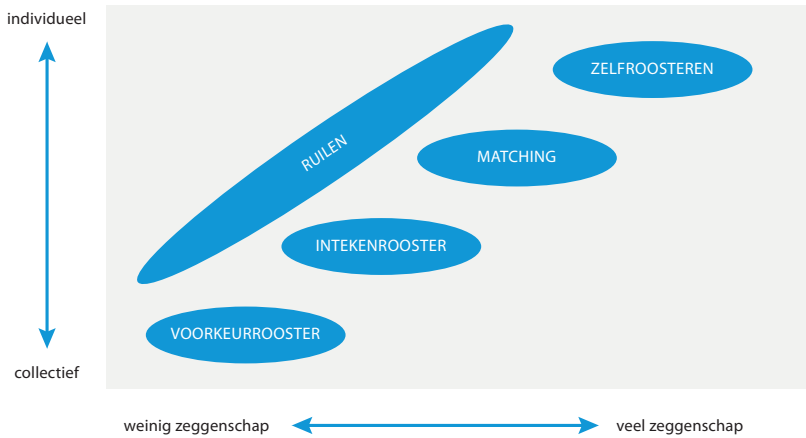 individueel
ZELFROOSTEREN
RUILEN
MATCHING
INTEKENROOSTER
VOORKEURROOSTER
collectief
weinig zeggenschap
veel zeggenschap